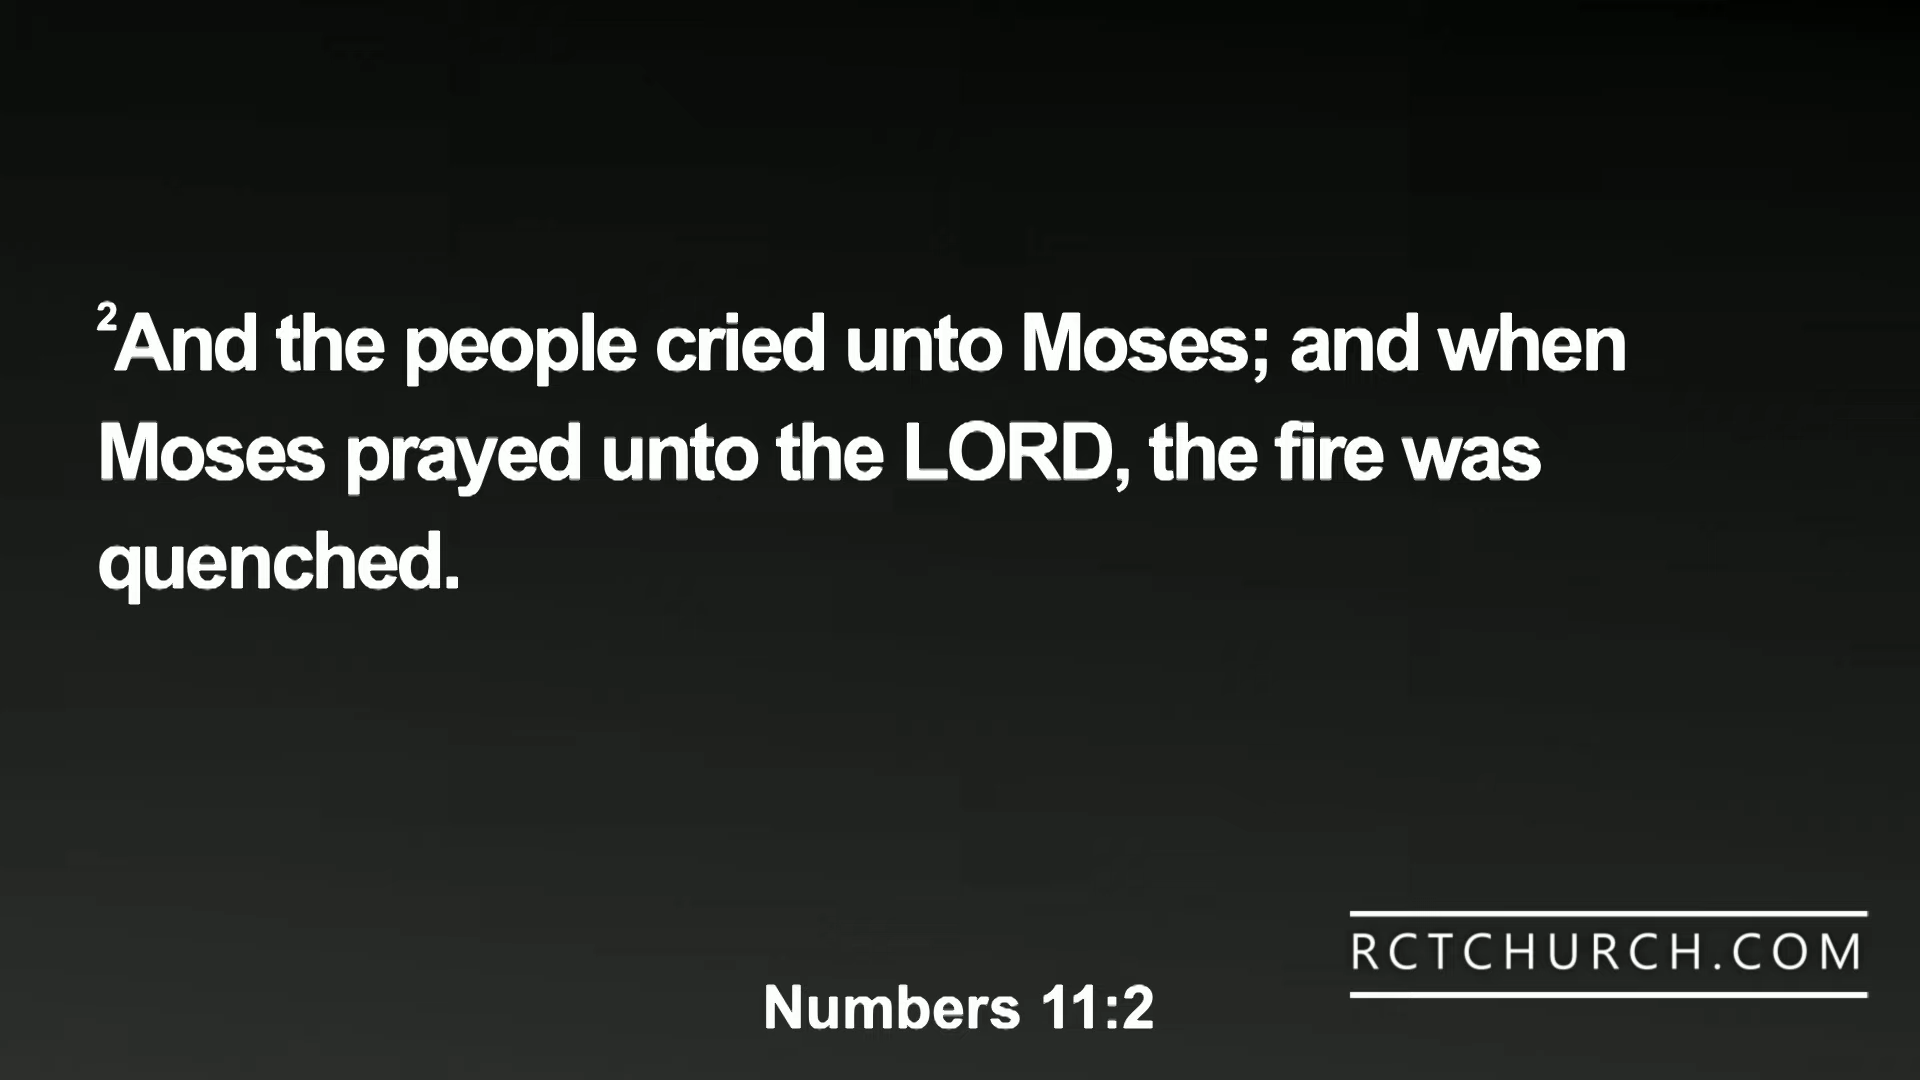 ²And the people cried unto Moses; and when
Moses prayed unto the LORD, the fire was
quenched.
RCTCHURCH.COM
Numbers 11:2